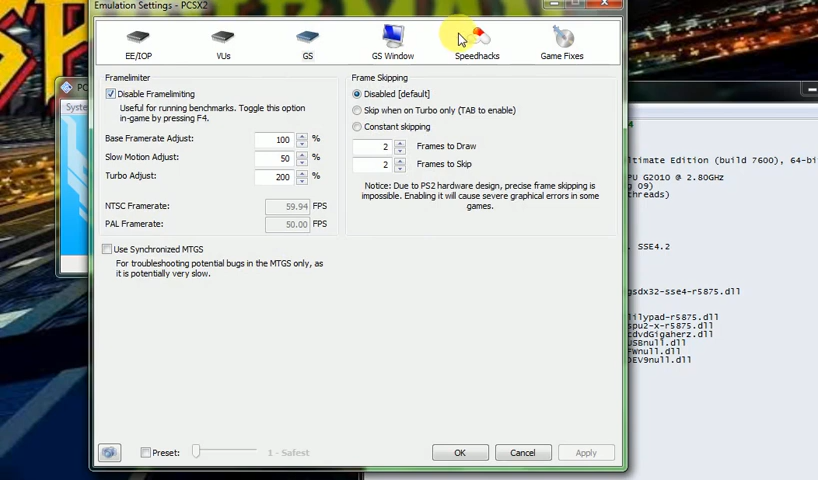 Emulation Settings - PCSX2
EE/IOP
VUs
GS
GS Window
Speedhacks
Game Fixes
Framelimiter
Disable Framelimiting
Useful for running benchmarks. Toggle this option
in-game by pressing F4.
Base Framerate Adjust: 100 %
Slow Motion Adjust: 50 %
Turbo Adjust: 200 %
NTSC Framerate: 59.94 FPS
PAL Framerate: 50.00 FPS
Use Synchronized MTGS
For troubleshooting potential bugs in the MTGS only, as
it is potentially very slow.
Frame Skipping
Disabled [default]
Skip when on Turbo only (TAB to enable)
Constant skipping
2 Frames to Draw
2 Frames to Skip
Notice: Due to PS2 hardware design, precise frame skipping is
impossible. Enabling it will cause severe graphical errors in some
games.
Preset: 1 - Safest
OK
Cancel
Apply
PC
Syste
4
ltimate Edition (build 7600), 64-bi
PU G2010 @ 2.80GHz
g 09)
threads)
SSE4.2
gsdx32-sse4-r5875.dll
lilypad-r5875.dll
spu2-x-r5875.dll
cdvdGigaherz.dll
USBnull.dll
FWnull.dll
DEV9null.dll